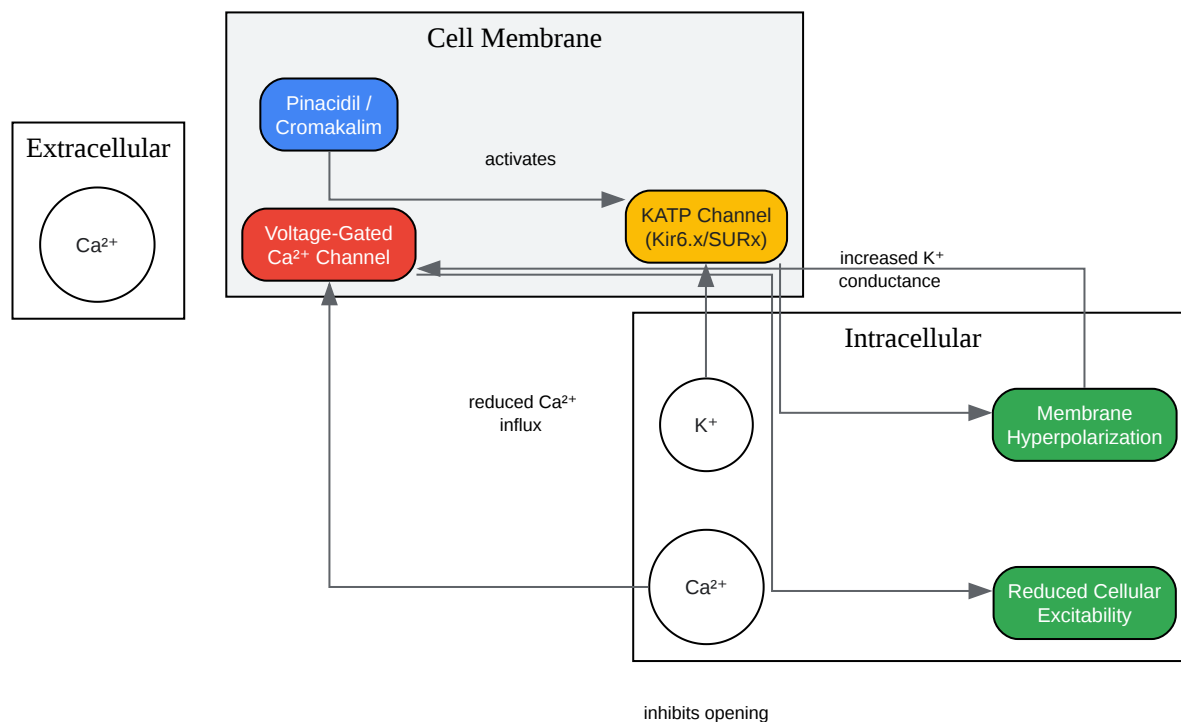 Cell Membrane
Pinacidil /
Cromakalim
Extracellular
activates
Ca²⁺
KATP Channel
(Kir6.x/SURx)
Voltage-Gated
Ca²⁺ Channel
increased K⁺
conductance
Intracellular
reduced Ca²⁺
influx
K⁺
Membrane
Hyperpolarization
Ca²⁺
Reduced Cellular
Excitability
inhibits opening